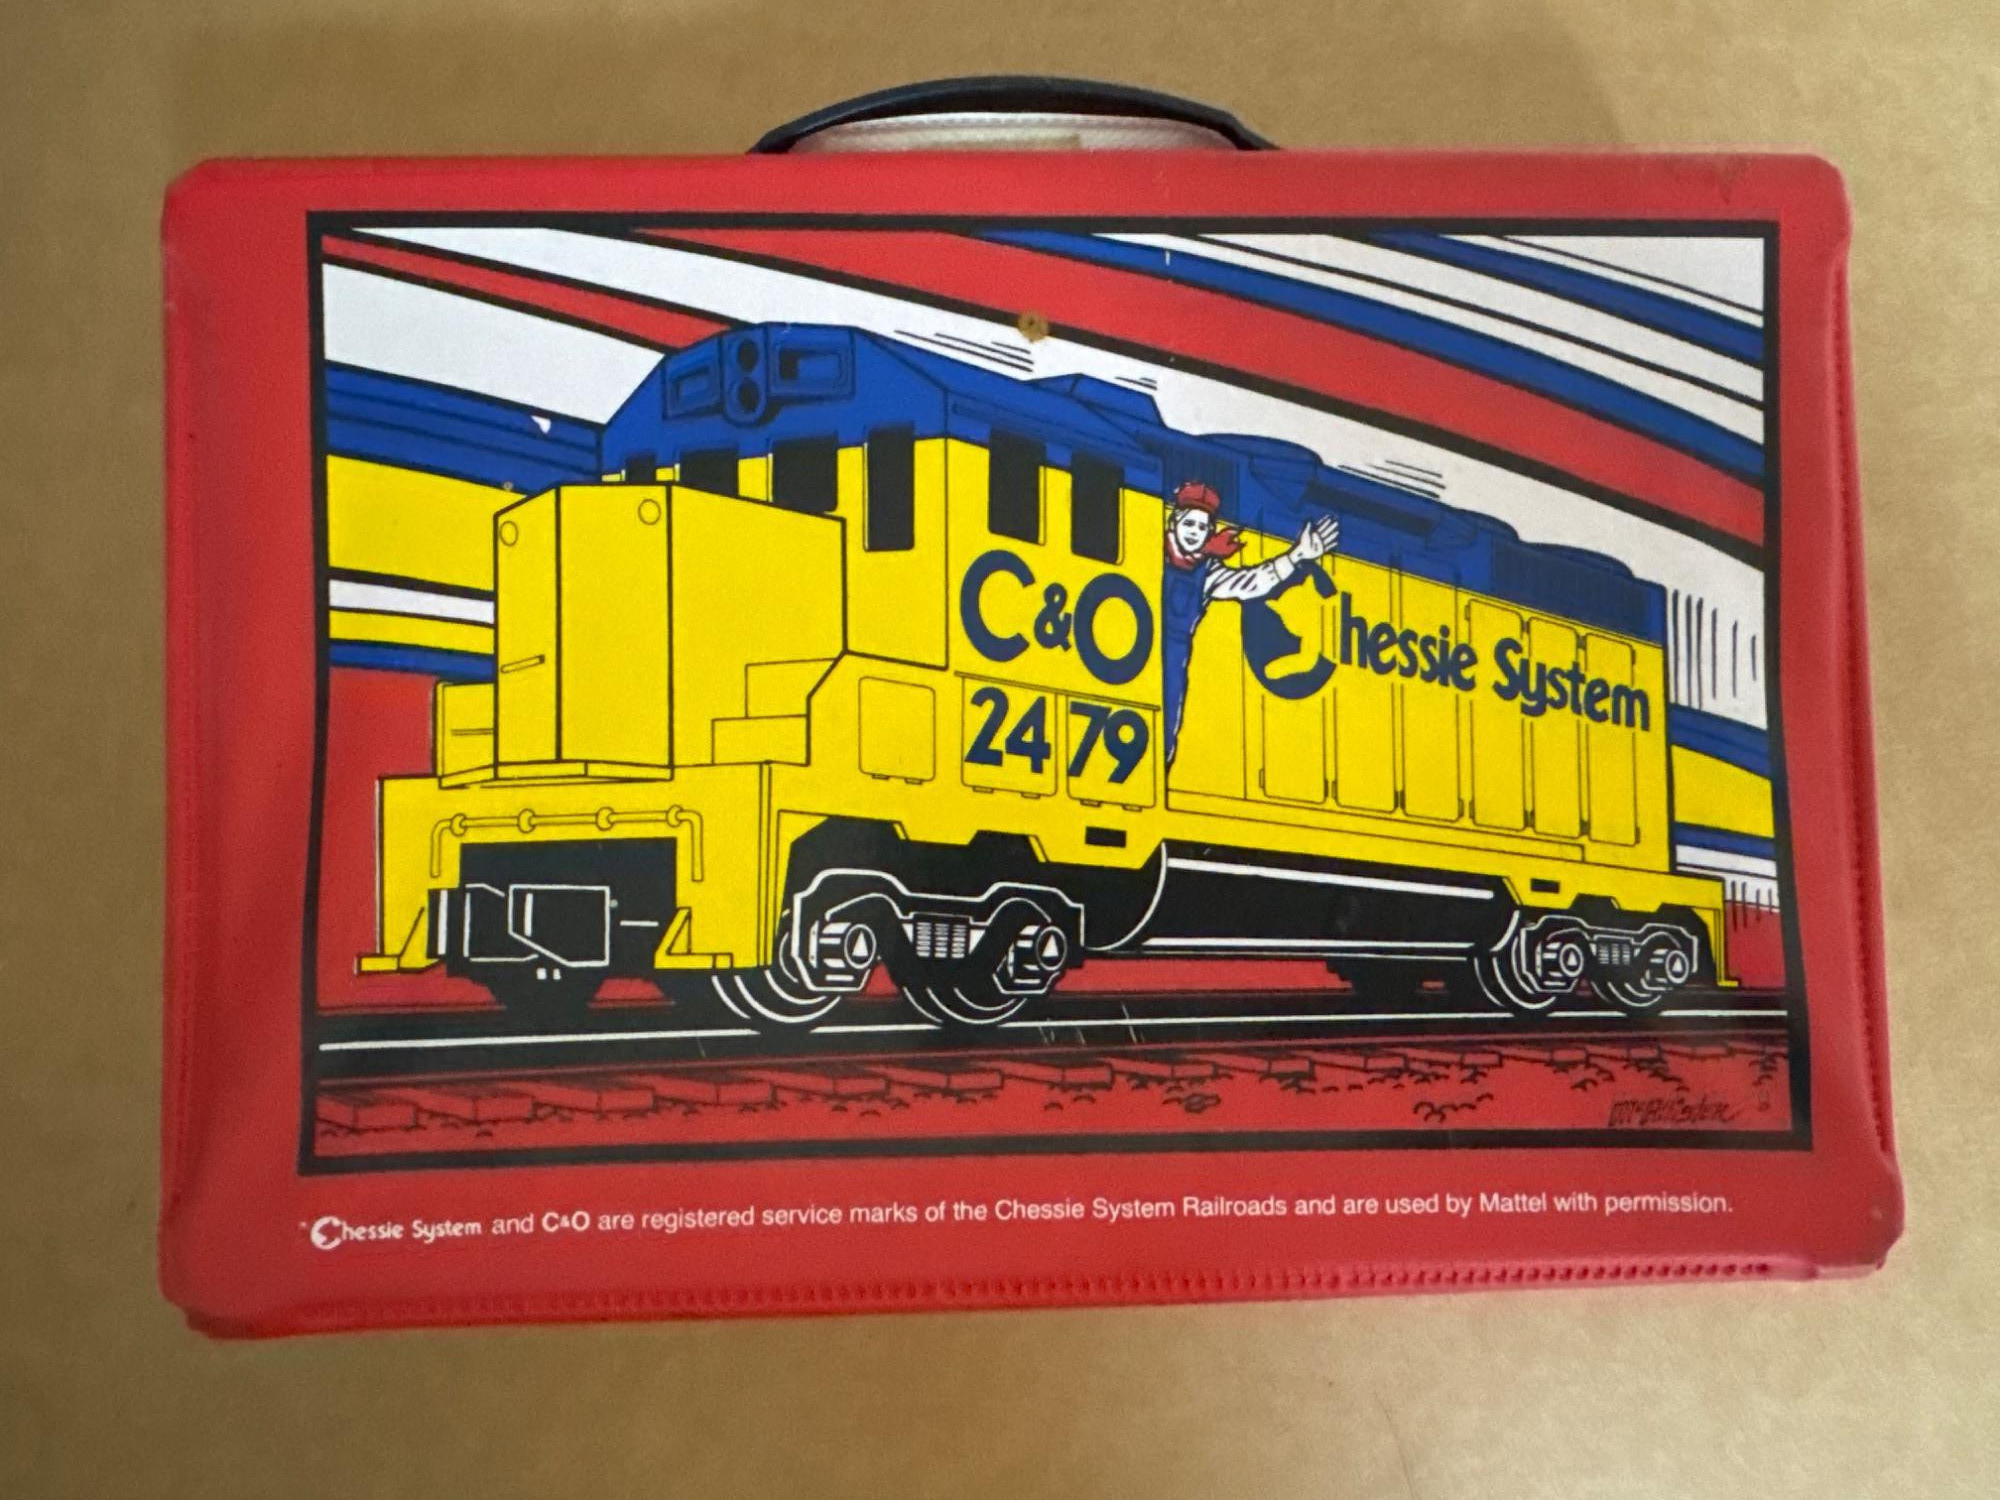 C&O
2479
Chessie System
McAllister
*Chessie System and C&O are registered service marks of the Chessie System Railroads and are used by Mattel with permission.